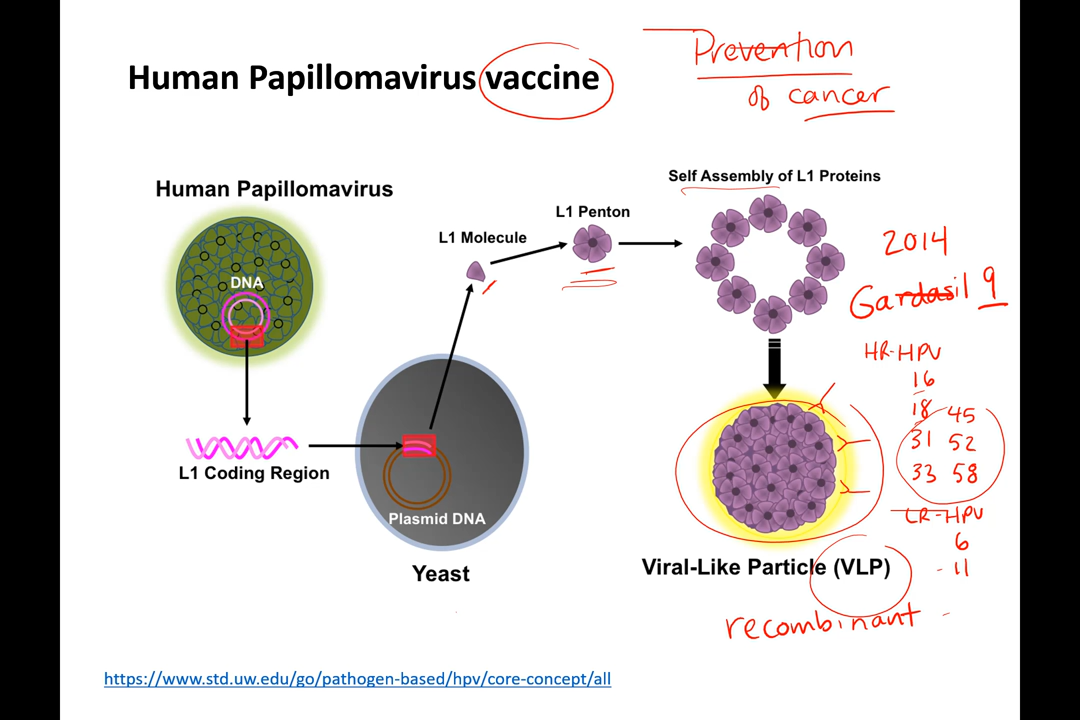 Prevention
of cancer
Human Papillomavirus vaccine
Self Assembly of L1 Proteins
Human Papillomavirus
L1 Penton
L1 Molecule
2014
DNA
Gardasil 9
HR-HPV
16
18 45
31 52
33 58
L1 Coding Region
Plasmid DNA
LR-HPV
6
11
Yeast
Viral-Like Particle (VLP)
recombinant
https://www.std.uw.edu/go/pathogen-based/hpv/core-concept/all